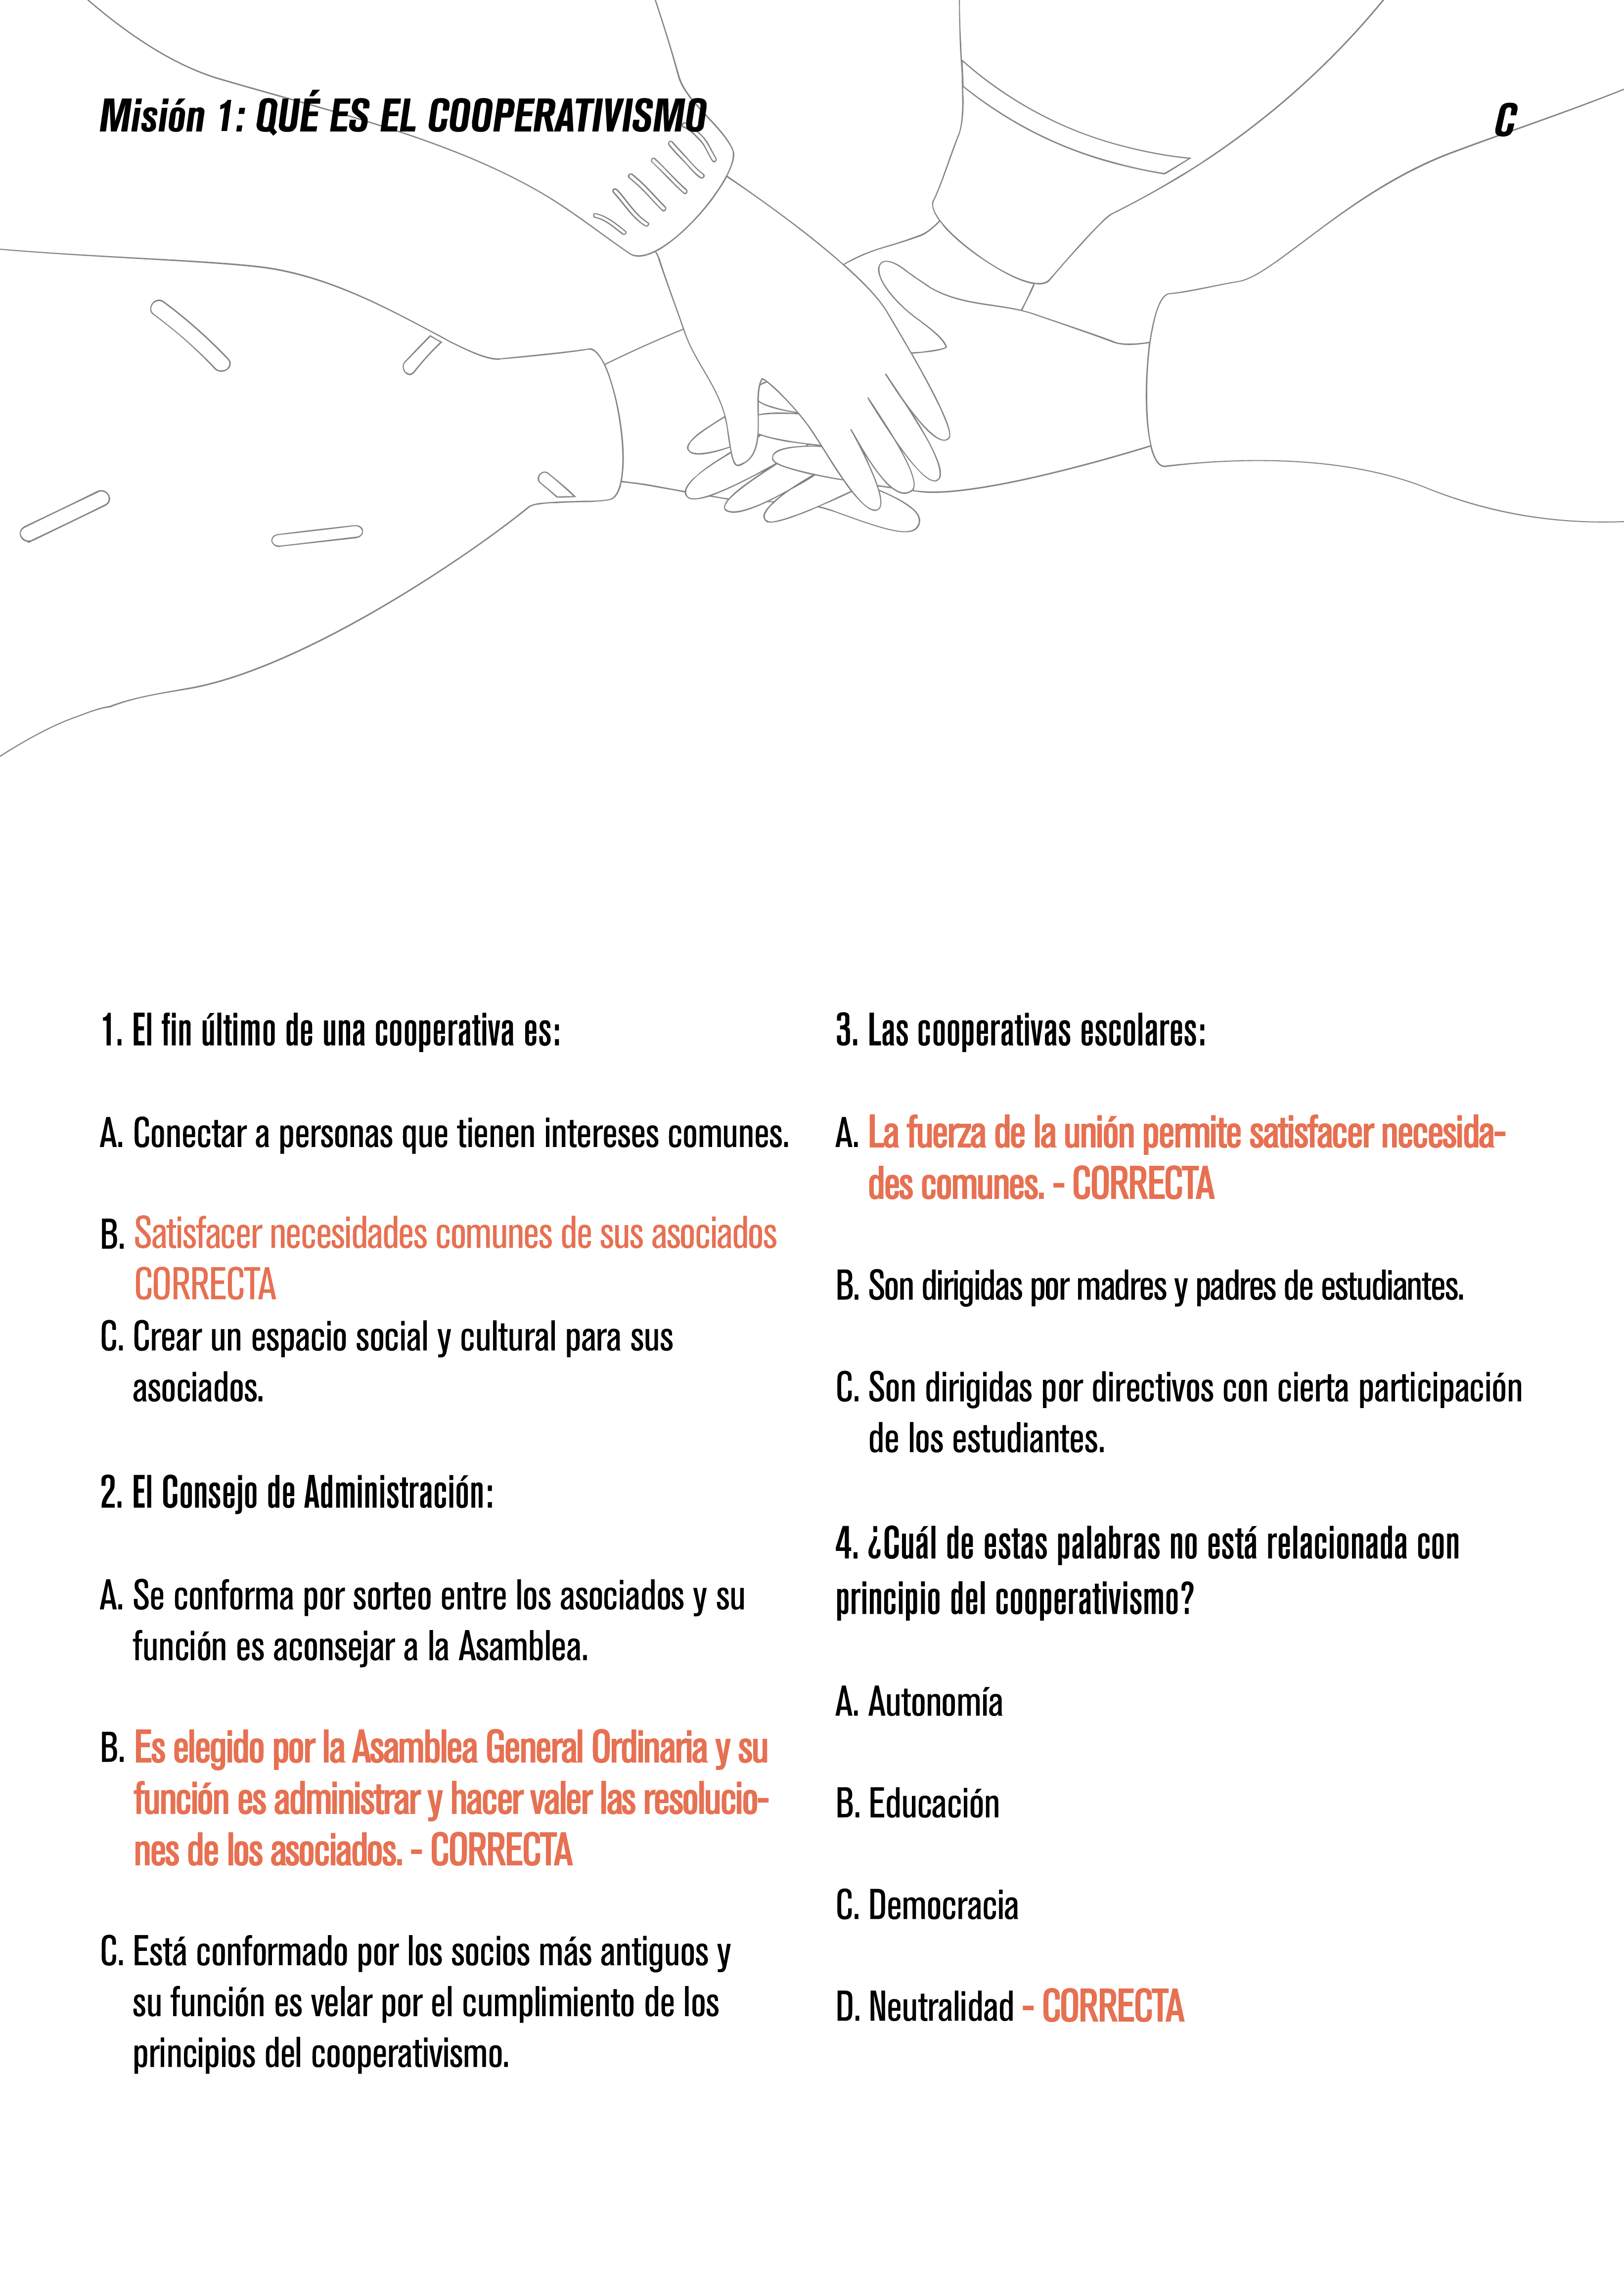 Misión 1: QUÉ ES EL COOPERATIVISMO
C
1. El fin último de una cooperativa es:
A. Conectar a personas que tienen intereses comunes.
B. Satisfacer necesidades comunes de sus asociados
CORRECTA
C. Crear un espacio social y cultural para sus
asociados.
2. El Consejo de Administración:
A. Se conforma por sorteo entre los asociados y su
función es aconsejar a la Asamblea.
B. Es elegido por la Asamblea General Ordinaria y su
función es administrar y hacer valer las resolucio-
nes de los asociados. - CORRECTA
C. Está conformado por los socios más antiguos y
su función es velar por el cumplimiento de los
principios del cooperativismo.
3. Las cooperativas escolares:
A. La fuerza de la unión permite satisfacer necesida-
des comunes. - CORRECTA
B. Son dirigidas por madres y padres de estudiantes.
C. Son dirigidas por directivos con cierta participación
de los estudiantes.
4. ¿Cuál de estas palabras no está relacionada con
principio del cooperativismo?
A. Autonomía
B. Educación
C. Democracia
D. Neutralidad - CORRECTA